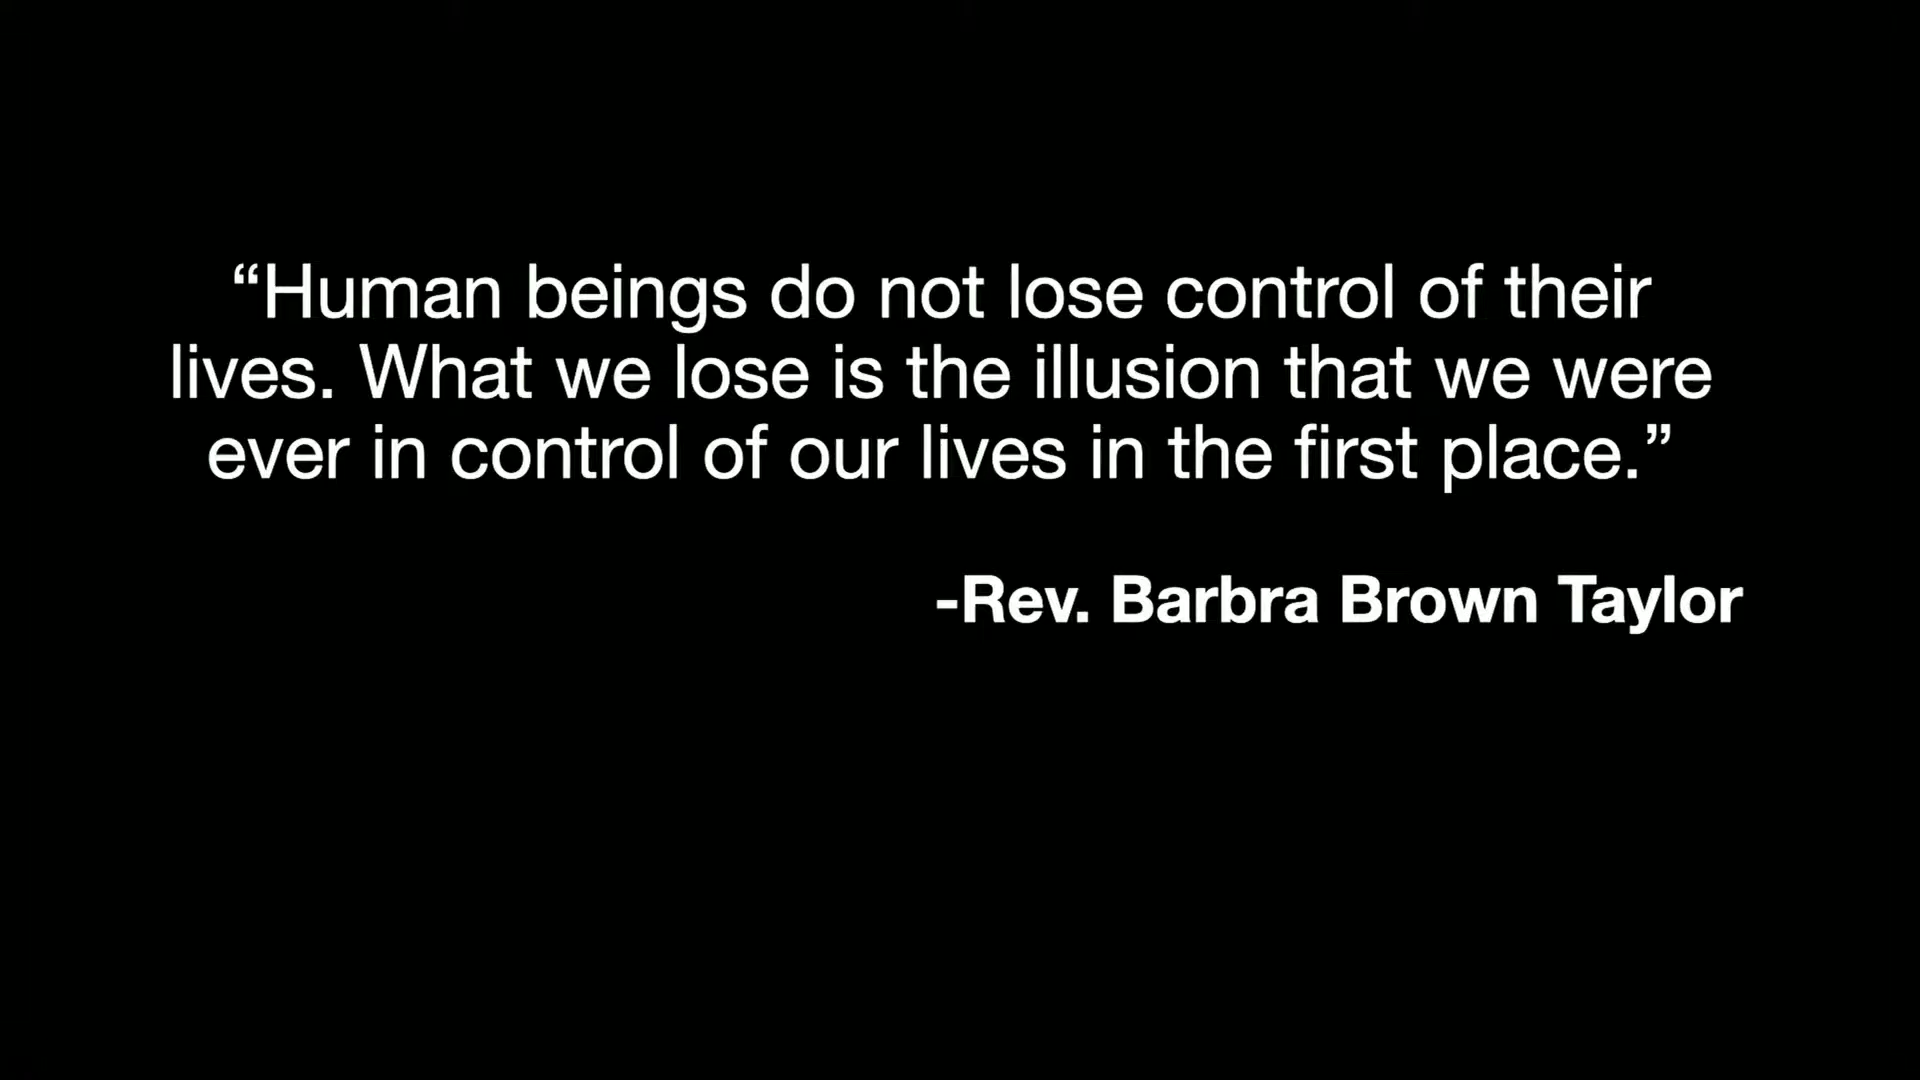 “Human beings do not lose control of their
lives. What we lose is the illusion that we were
ever in control of our lives in the first place.”
-Rev. Barbra Brown Taylor